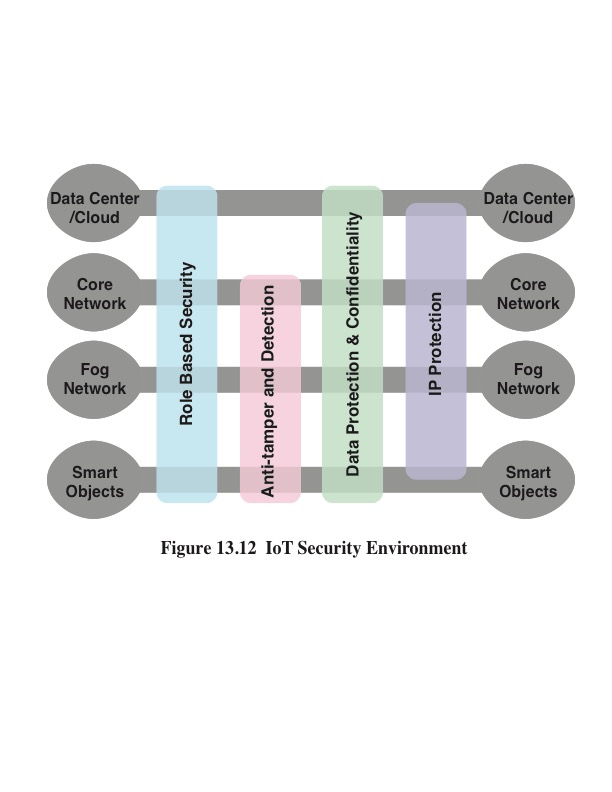 Data Center
/Cloud
Core
Network
Fog
Network
Smart
Objects
Role Based Security
Anti-tamper and Detection
Data Protection & Confidentiality
IP Protection
Data Center
/Cloud
Core
Network
Fog
Network
Smart
Objects
Figure 13.12  IoT Security Environment